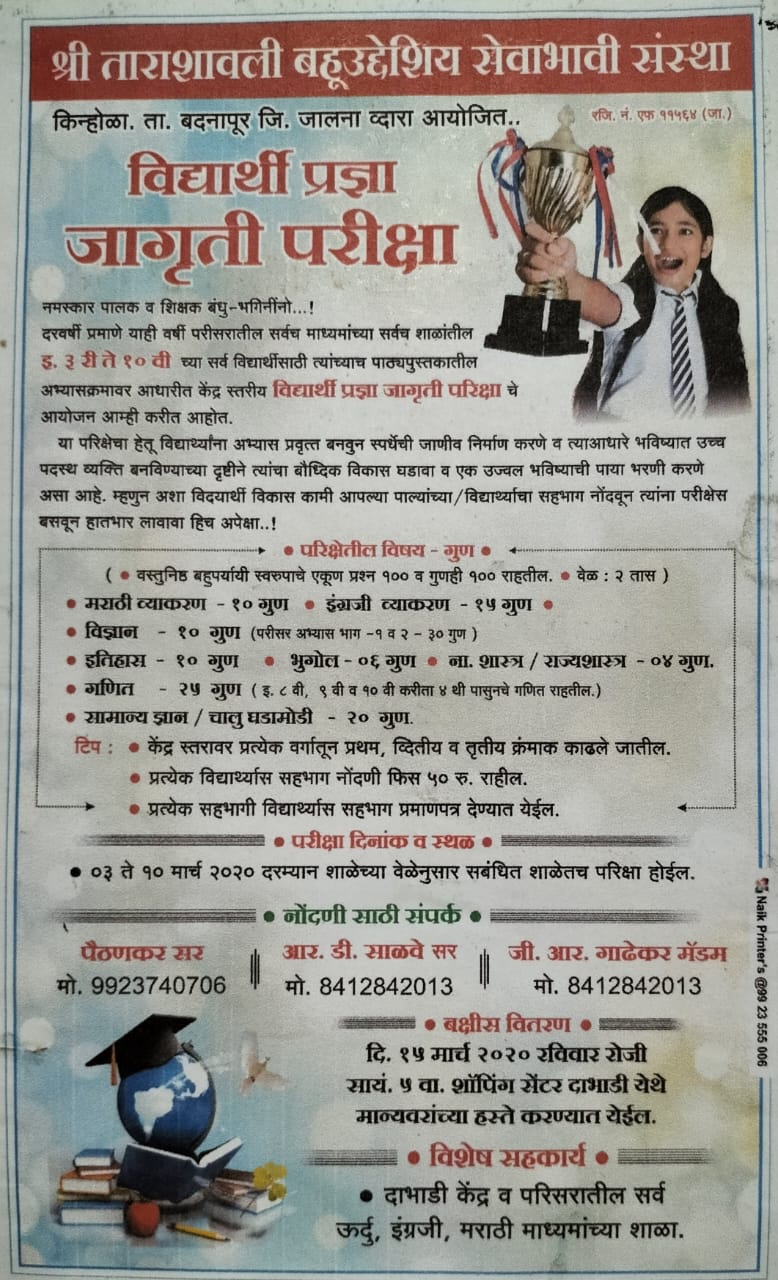 श्री ताराशावली बहूउद्देशिय सेवाभावी संस्था
किन्होळा. ता. बदनापूर जि. जालना व्दारा आयोजित..
रजि. नं. एफ ११५६४ (जा.)
विद्यार्थी प्रज्ञा
जागृती परीक्षा
नमस्कार पालक व शिक्षक बंधु-भगिनींनो...!
दरवर्षी प्रमाणे याही वर्षी परीसरातील सर्वच माध्यमांच्या सर्वच शाळांतील
इ. ३ री ते १० वी च्या सर्व विद्यार्थीसाठी त्यांच्याच पाठ्यपुस्तकातील
अभ्यासक्रमावर आधारीत केंद्र स्तरीय विद्यार्थी प्रज्ञा जागृती परिक्षा चे
आयोजन आम्ही करीत आहोत.
या परिक्षेचा हेतू विद्यार्थ्यांना अभ्यास प्रवृत्त बनवुन स्पर्धेची जाणीव निर्माण करणे व त्याआधारे भविष्यात उच्च
पदस्थ व्यक्ति बनविण्याच्या दृष्टीने त्यांचा बौध्दिक विकास घडावा व एक उज्वल भविष्याची पाया भरणी करणे
असा आहे. म्हणुन अशा विदयार्थी विकास कामी आपल्या पाल्यांच्या/विद्यार्थ्याचा सहभाग नोंदवून त्यांना परीक्षेस
बसवून हातभार लावावा हिच अपेक्षा..!
• परिक्षेतील विषय - गुण •
( • वस्तुनिष्ठ बहुपर्यायी स्वरुपाचे एकूण प्रश्न १०० व गुणही १०० राहतील. • वेळ : २ तास )
• मराठी व्याकरण - १० गुण • इंग्रजी व्याकरण - १५ गुण •
• विज्ञान - १० गुण (परीसर अभ्यास भाग -१ व २ - ३० गुण )
• इतिहास - १० गुण • भुगोल - ०६ गुण • ना. शास्त्र / राज्यशास्त्र - ०४ गुण.
• गणित - २५ गुण ( इ. ८ वी, ९ वी व १० वी करीता ४ थी पासुनचे गणित राहतील.)
• सामान्य ज्ञान / चालु घडामोडी - २० गुण.
टिप : • केंद्र स्तरावर प्रत्येक वर्गातून प्रथम, व्दितीय व तृतीय क्रंमाक काढले जातील.
• प्रत्येक विद्यार्थ्यास सहभाग नोंदणी फिस ५० रु. राहील.
• प्रत्येक सहभागी विद्यार्थ्यास सहभाग प्रमाणपत्र देण्यात येईल.
• परीक्षा दिनांक व स्थळ •
• ०३ ते १० मार्च २०२० दरम्यान शाळेच्या वेळेनुसार सबंधित शाळेतच परिक्षा होईल.
• नोंदणी साठी संपर्क •
पैठणकर सर
मो. 9923740706
आर. डी. साळवे सर
मो. 8412842013
जी. आर. गाढेकर मॅडम
मो. 8412842013
Naik Printer's @99 23 555 006
• बक्षीस वितरण •
दि. १५ मार्च २०२० रविवार रोजी
सायं. ५ वा. शॉपिंग सेंटर दाभाडी येथे
मान्यवरांच्या हस्ते करण्यात येईल.
• विशेष सहकार्य •
• दाभाडी केंद्र व परिसरातील सर्व
ऊर्दु, इंग्रजी, मराठी माध्यमांच्या शाळा.